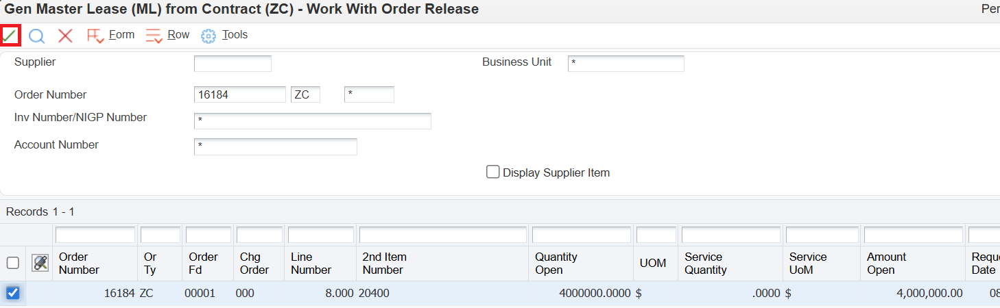 Gen Master Lease (ML) from Contract (ZC) - Work With Order Release Per
Form Row Tools
Supplier Business Unit *
Order Number 16184 ZC *
Inv Number/NIGP Number *
Account Number *
Display Supplier Item
Records 1 - 1
Order Or Order Chg Line 2nd Item Quantity UOM Service Service Amount Reque
Number Ty Fd Order Number Number Open Quantity UoM Open Date
16184 ZC 00001 000 8.000 20400 4000000.0000 $ .0000 $ 4,000,000.00 08